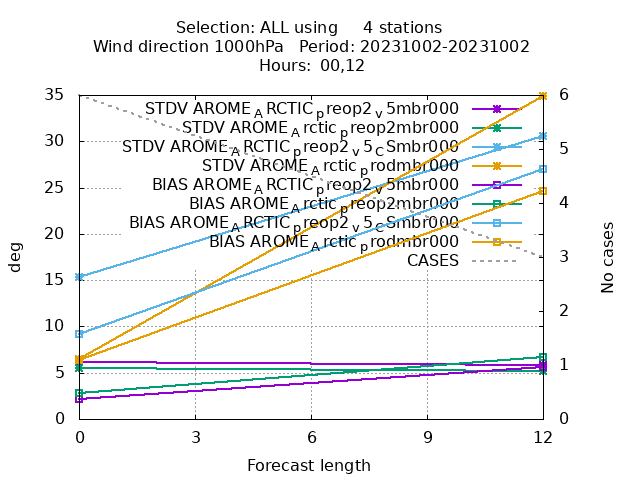 Selection: ALL using 4 stations
Wind direction 1000hPa Period: 20231002-20231002
Hours: 00,12
35
30
25
20
15
10
5
0
6
5
4
3
2
1
0
deg
No cases
STDV AROME_ARCTIC_preop2_v5mbr000
STDV AROME_Arctic_preop2mbr000
STDV AROME_ARCTIC_preop2_v5_CSmbr000
STDV AROME_Arctic_prodmbr000
BIAS AROME_ARCTIC_preop2_v5mbr000
BIAS AROME_Arctic_preop2mbr000
BIAS AROME_ARCTIC_preop2_v5_CSmbr000
BIAS AROME_Arctic_prodmbr000
CASES
0 3 6 9 12
Forecast length